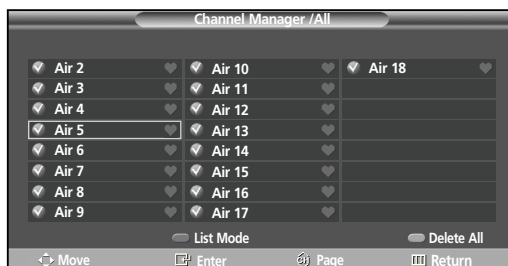 Channel Manager /All
Air 2 Air 10 Air 18
Air 3 Air 11
Air 4 Air 12
Air 5 Air 13
Air 6 Air 14
Air 7 Air 15
Air 8 Air 16
Air 9 Air 17
List Mode Delete All
Move Enter Page Return